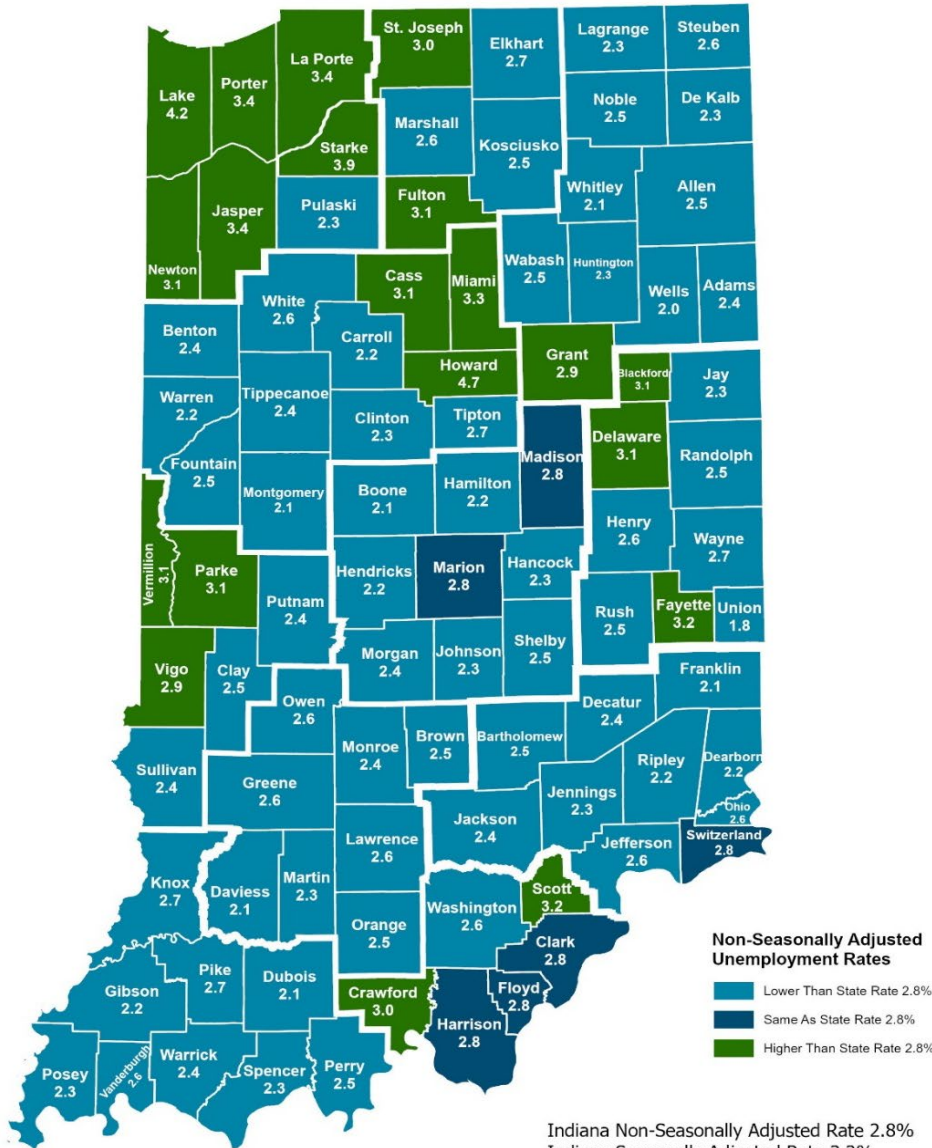 St. Joseph
3.0
Elkhart
2.7
Lagrange
2.3
Steuben
2.6
La Porte
3.4
Porter
3.4
Lake
4.2
Noble
2.5
De Kalb
2.3
Marshall
2.6
Kosciusko
2.5
Starke
3.9
Whitley
2.1
Allen
2.5
Fulton
3.1
Pulaski
2.3
Jasper
3.4
Newton
3.1
Wabash
2.5
Huntington
2.3
Wells
2.0
Adams
2.4
Cass
3.1
Miami
3.3
White
2.6
Benton
2.4
Carroll
2.2
Howard
4.7
Grant
2.9
Blackford
3.1
Jay
2.3
Warren
2.2
Tippecanoe
2.4
Clinton
2.3
Tipton
2.7
Madison
2.8
Delaware
3.1
Randolph
2.5
Fountain
2.5
Montgomery
2.1
Boone
2.1
Hamilton
2.2
Henry
2.6
Wayne
2.7
Vermillion
3.1
Parke
3.1
Putnam
2.4
Hendricks
2.2
Marion
2.8
Hancock
2.3
Rush
2.5
Fayette
3.2
Union
1.8
Vigo
2.9
Clay
2.5
Morgan
2.4
Johnson
2.3
Shelby
2.5
Franklin
2.1
Owen
2.6
Decatur
2.4
Sullivan
2.4
Greene
2.6
Monroe
2.4
Brown
2.5
Bartholomew
2.5
Ripley
2.2
Dearborn
2.2
Jennings
2.3
Ohio
2.6
Jackson
2.4
Switzerland
2.8
Jefferson
2.6
Lawrence
2.6
Knox
2.7
Daviess
2.1
Martin
2.3
Scott
3.2
Washington
2.6
Orange
2.5
Clark
2.8
Pike
2.7
Dubois
2.1
Gibson
2.2
Crawford
3.0
Floyd
2.8
Harrison
2.8
Posey
2.3
Vanderburgh
2.6
Warrick
2.4
Spencer
2.3
Perry
2.5
Non-Seasonally Adjusted
Unemployment Rates
Lower Than State Rate 2.8%
Same As State Rate 2.8%
Higher Than State Rate 2.8%
Indiana Non-Seasonally Adjusted Rate 2.8%